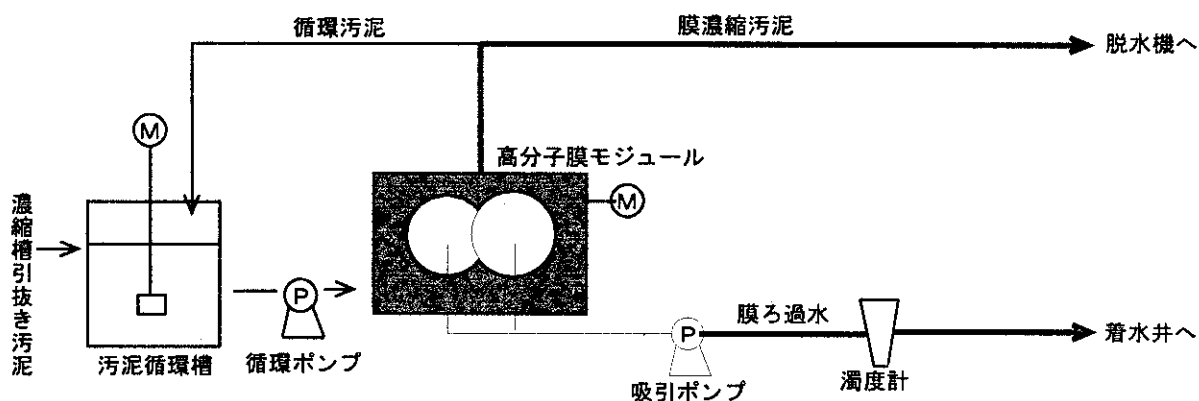 循環汚泥
膜濃縮汚泥
脱水機へ
M
高分子膜モジュール
M
濃縮槽引抜き汚泥
P
汚泥循環槽
循環ポンプ
P
膜ろ過水
着水井へ
吸引ポンプ
濁度計